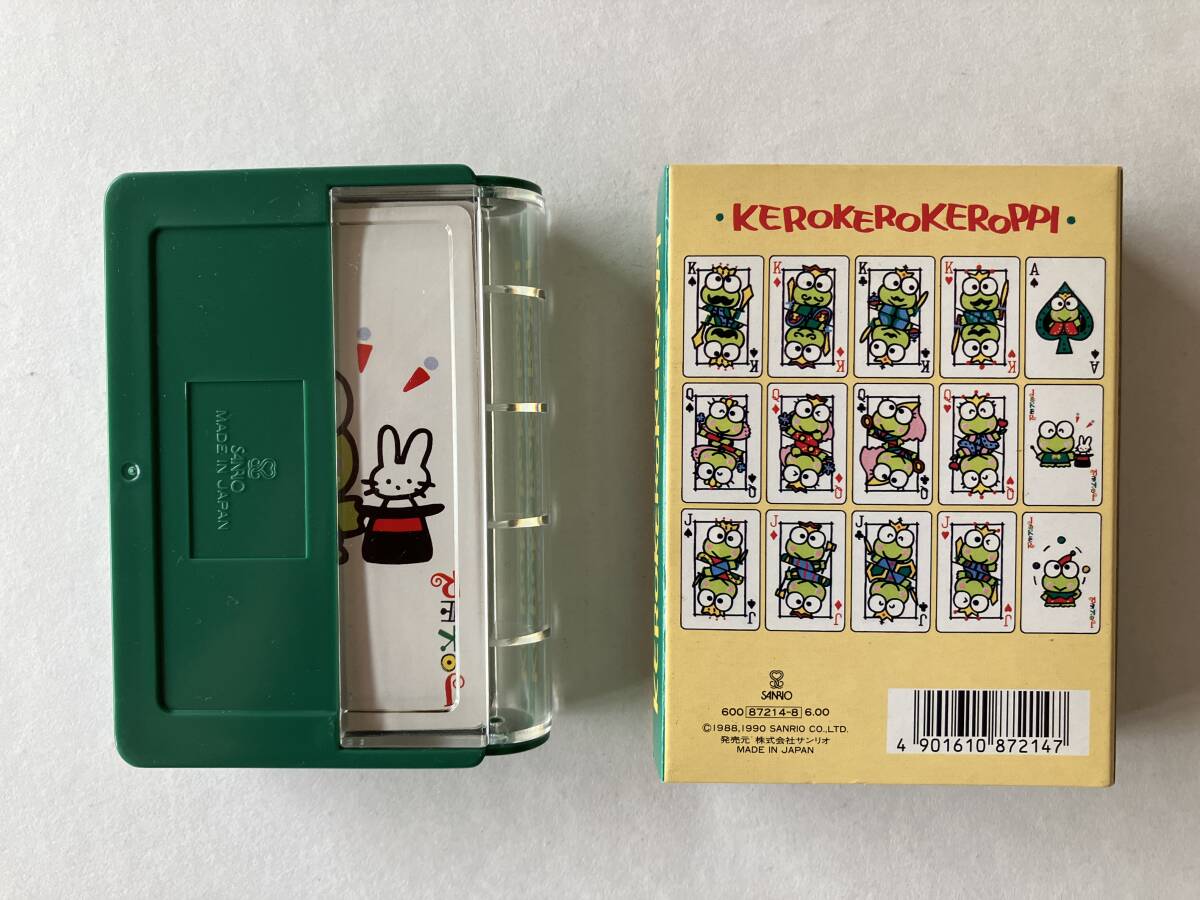 SANRIO
MADE IN JAPAN
• KEROKEROKEROPPI •
K K K K A
K K K K A
Q Q Q Q
Q Q Q Q
J J J J
J J J J
SANRIO
600 87214-8 6.00
©1988,1990 SANRIO CO.,LTD.
発売元 株式会社サンリオ
MADE IN JAPAN
4 901610 872147